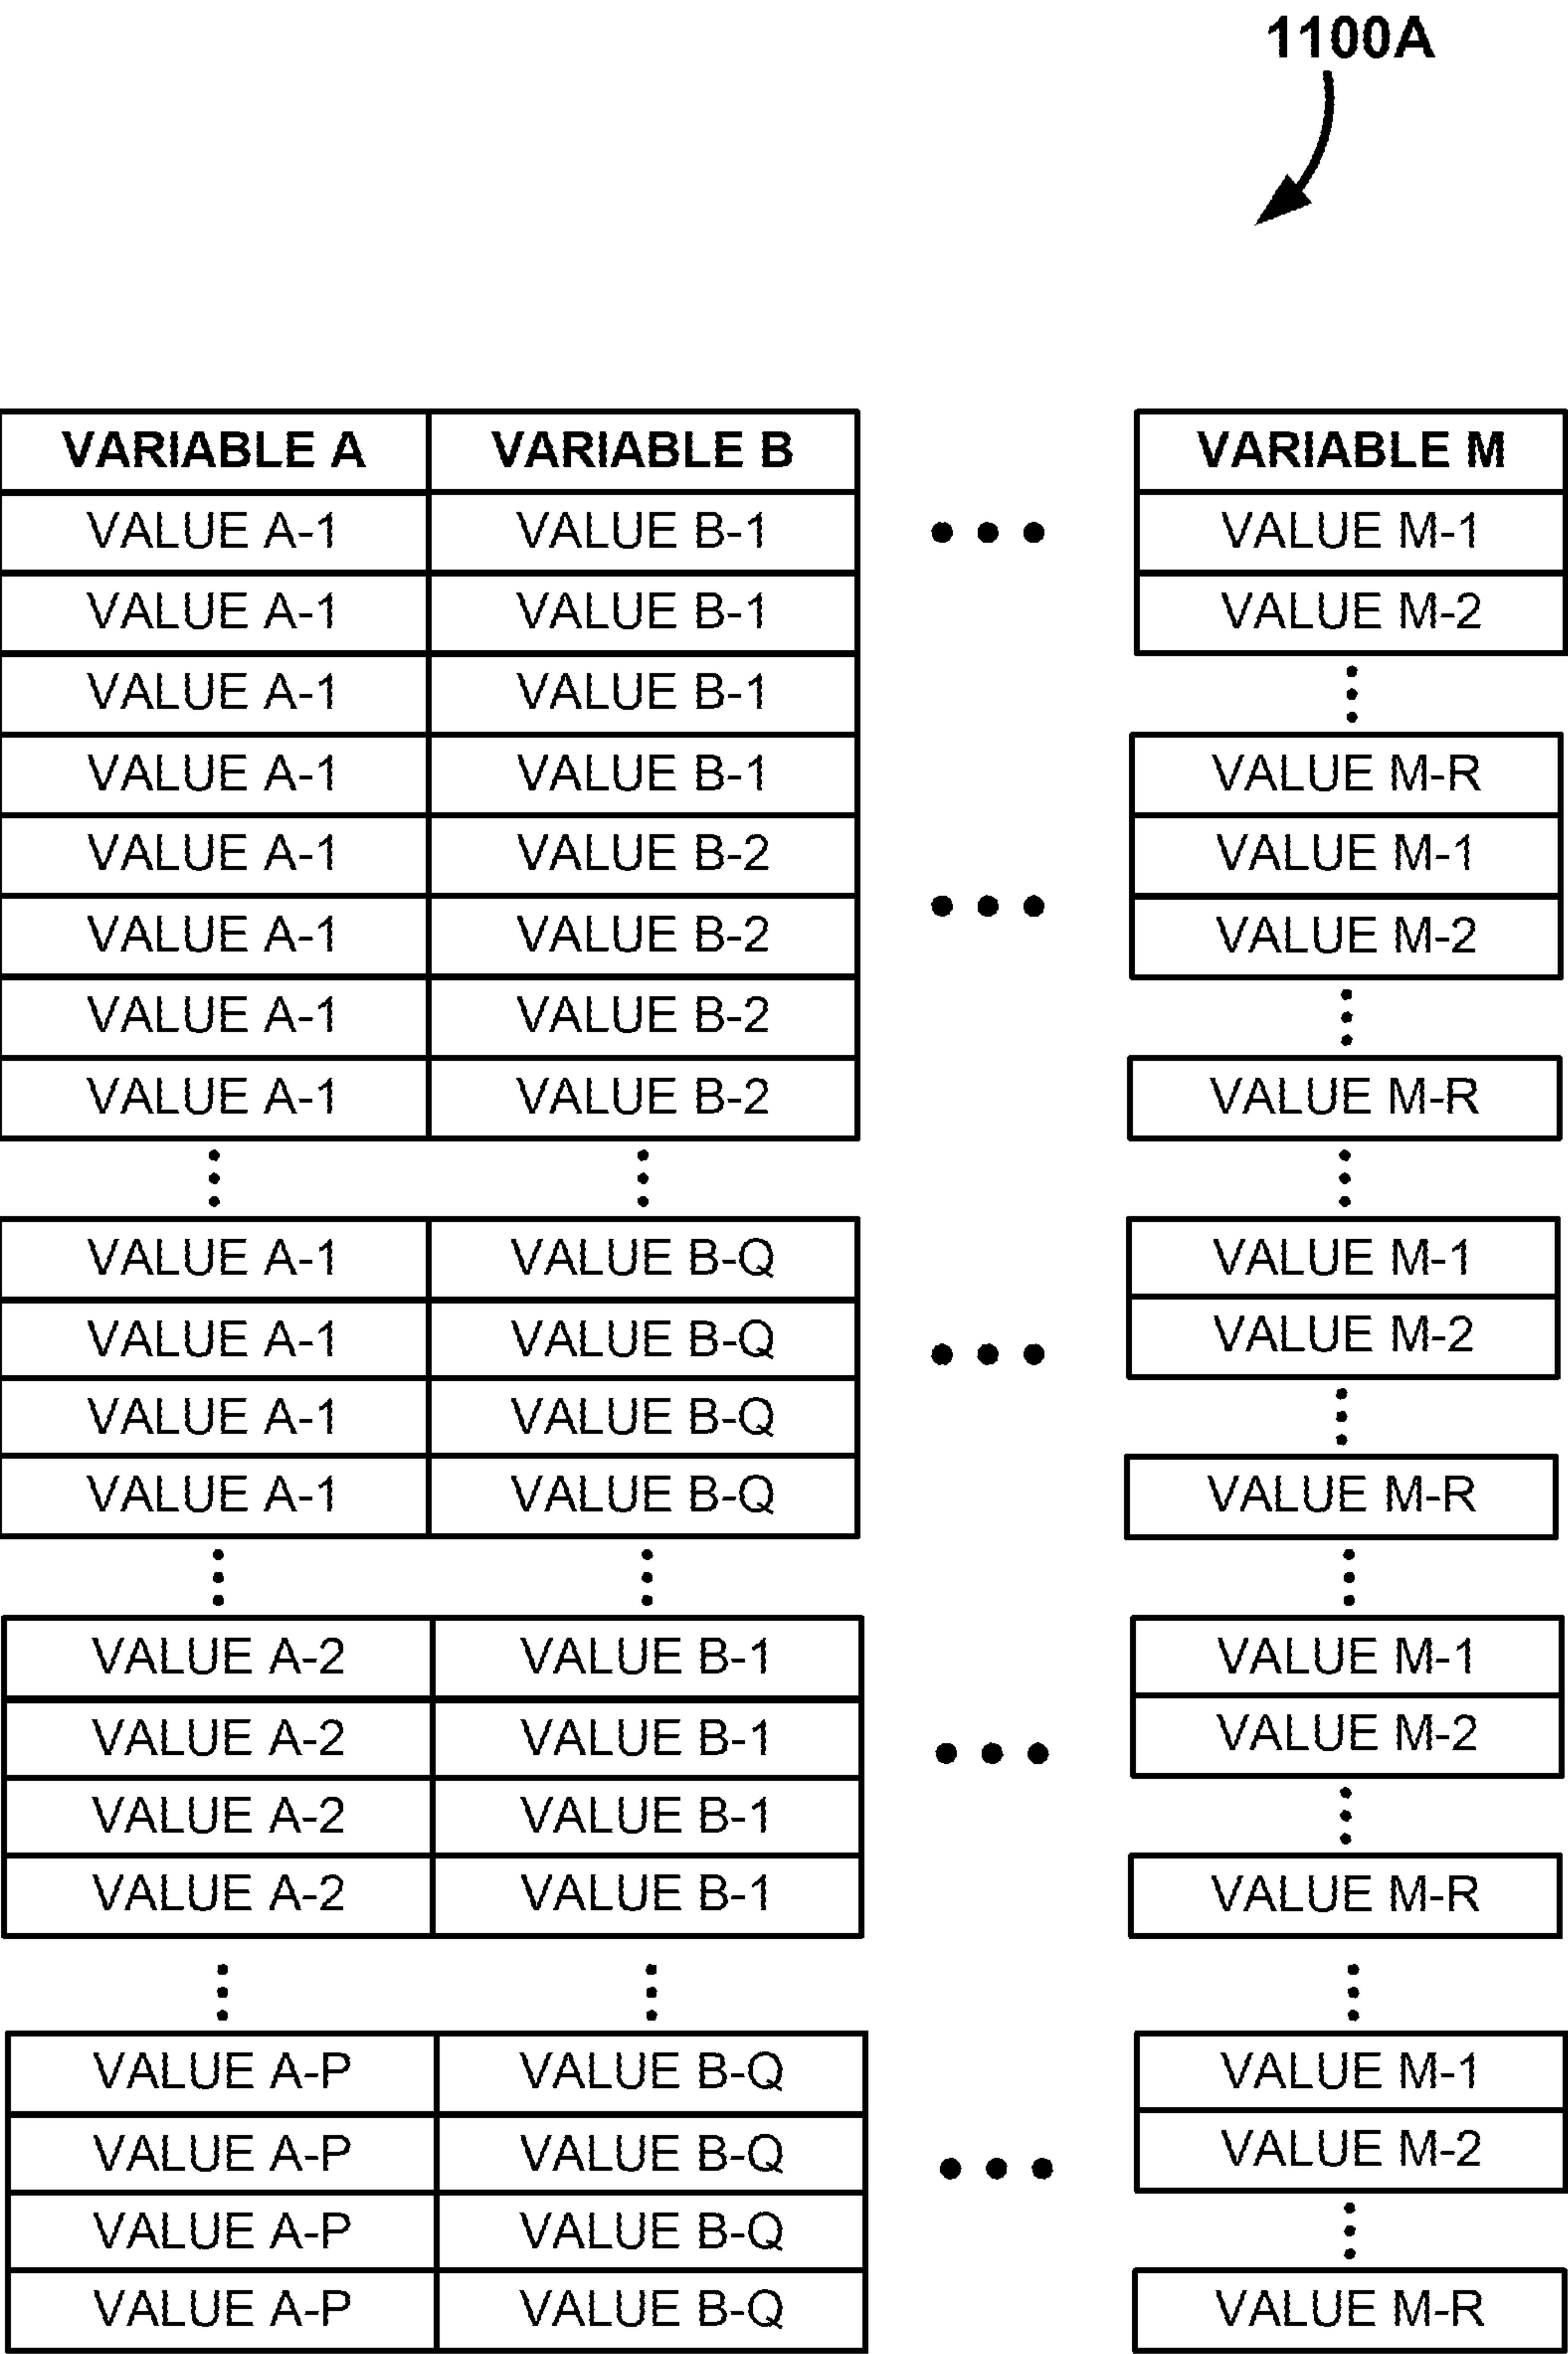 1100A
VARIABLE A VARIABLE B VARIABLE M
VALUE A-1 VALUE B-1 ••• VALUE M-1
VALUE A-1 VALUE B-1 VALUE M-2
VALUE A-1 VALUE B-1
VALUE A-1 VALUE B-1 VALUE M-R
VALUE A-1 VALUE B-2 VALUE M-1
VALUE A-1 VALUE B-2 ••• VALUE M-2
VALUE A-1 VALUE B-2
VALUE A-1 VALUE B-2 VALUE M-R
VALUE A-1 VALUE B-Q VALUE M-1
VALUE A-1 VALUE B-Q ••• VALUE M-2
VALUE A-1 VALUE B-Q
VALUE A-1 VALUE B-Q VALUE M-R
VALUE A-2 VALUE B-1 VALUE M-1
VALUE A-2 VALUE B-1 ••• VALUE M-2
VALUE A-2 VALUE B-1
VALUE A-2 VALUE B-1 VALUE M-R
VALUE A-P VALUE B-Q VALUE M-1
VALUE A-P VALUE B-Q ••• VALUE M-2
VALUE A-P VALUE B-Q
VALUE A-P VALUE B-Q VALUE M-R